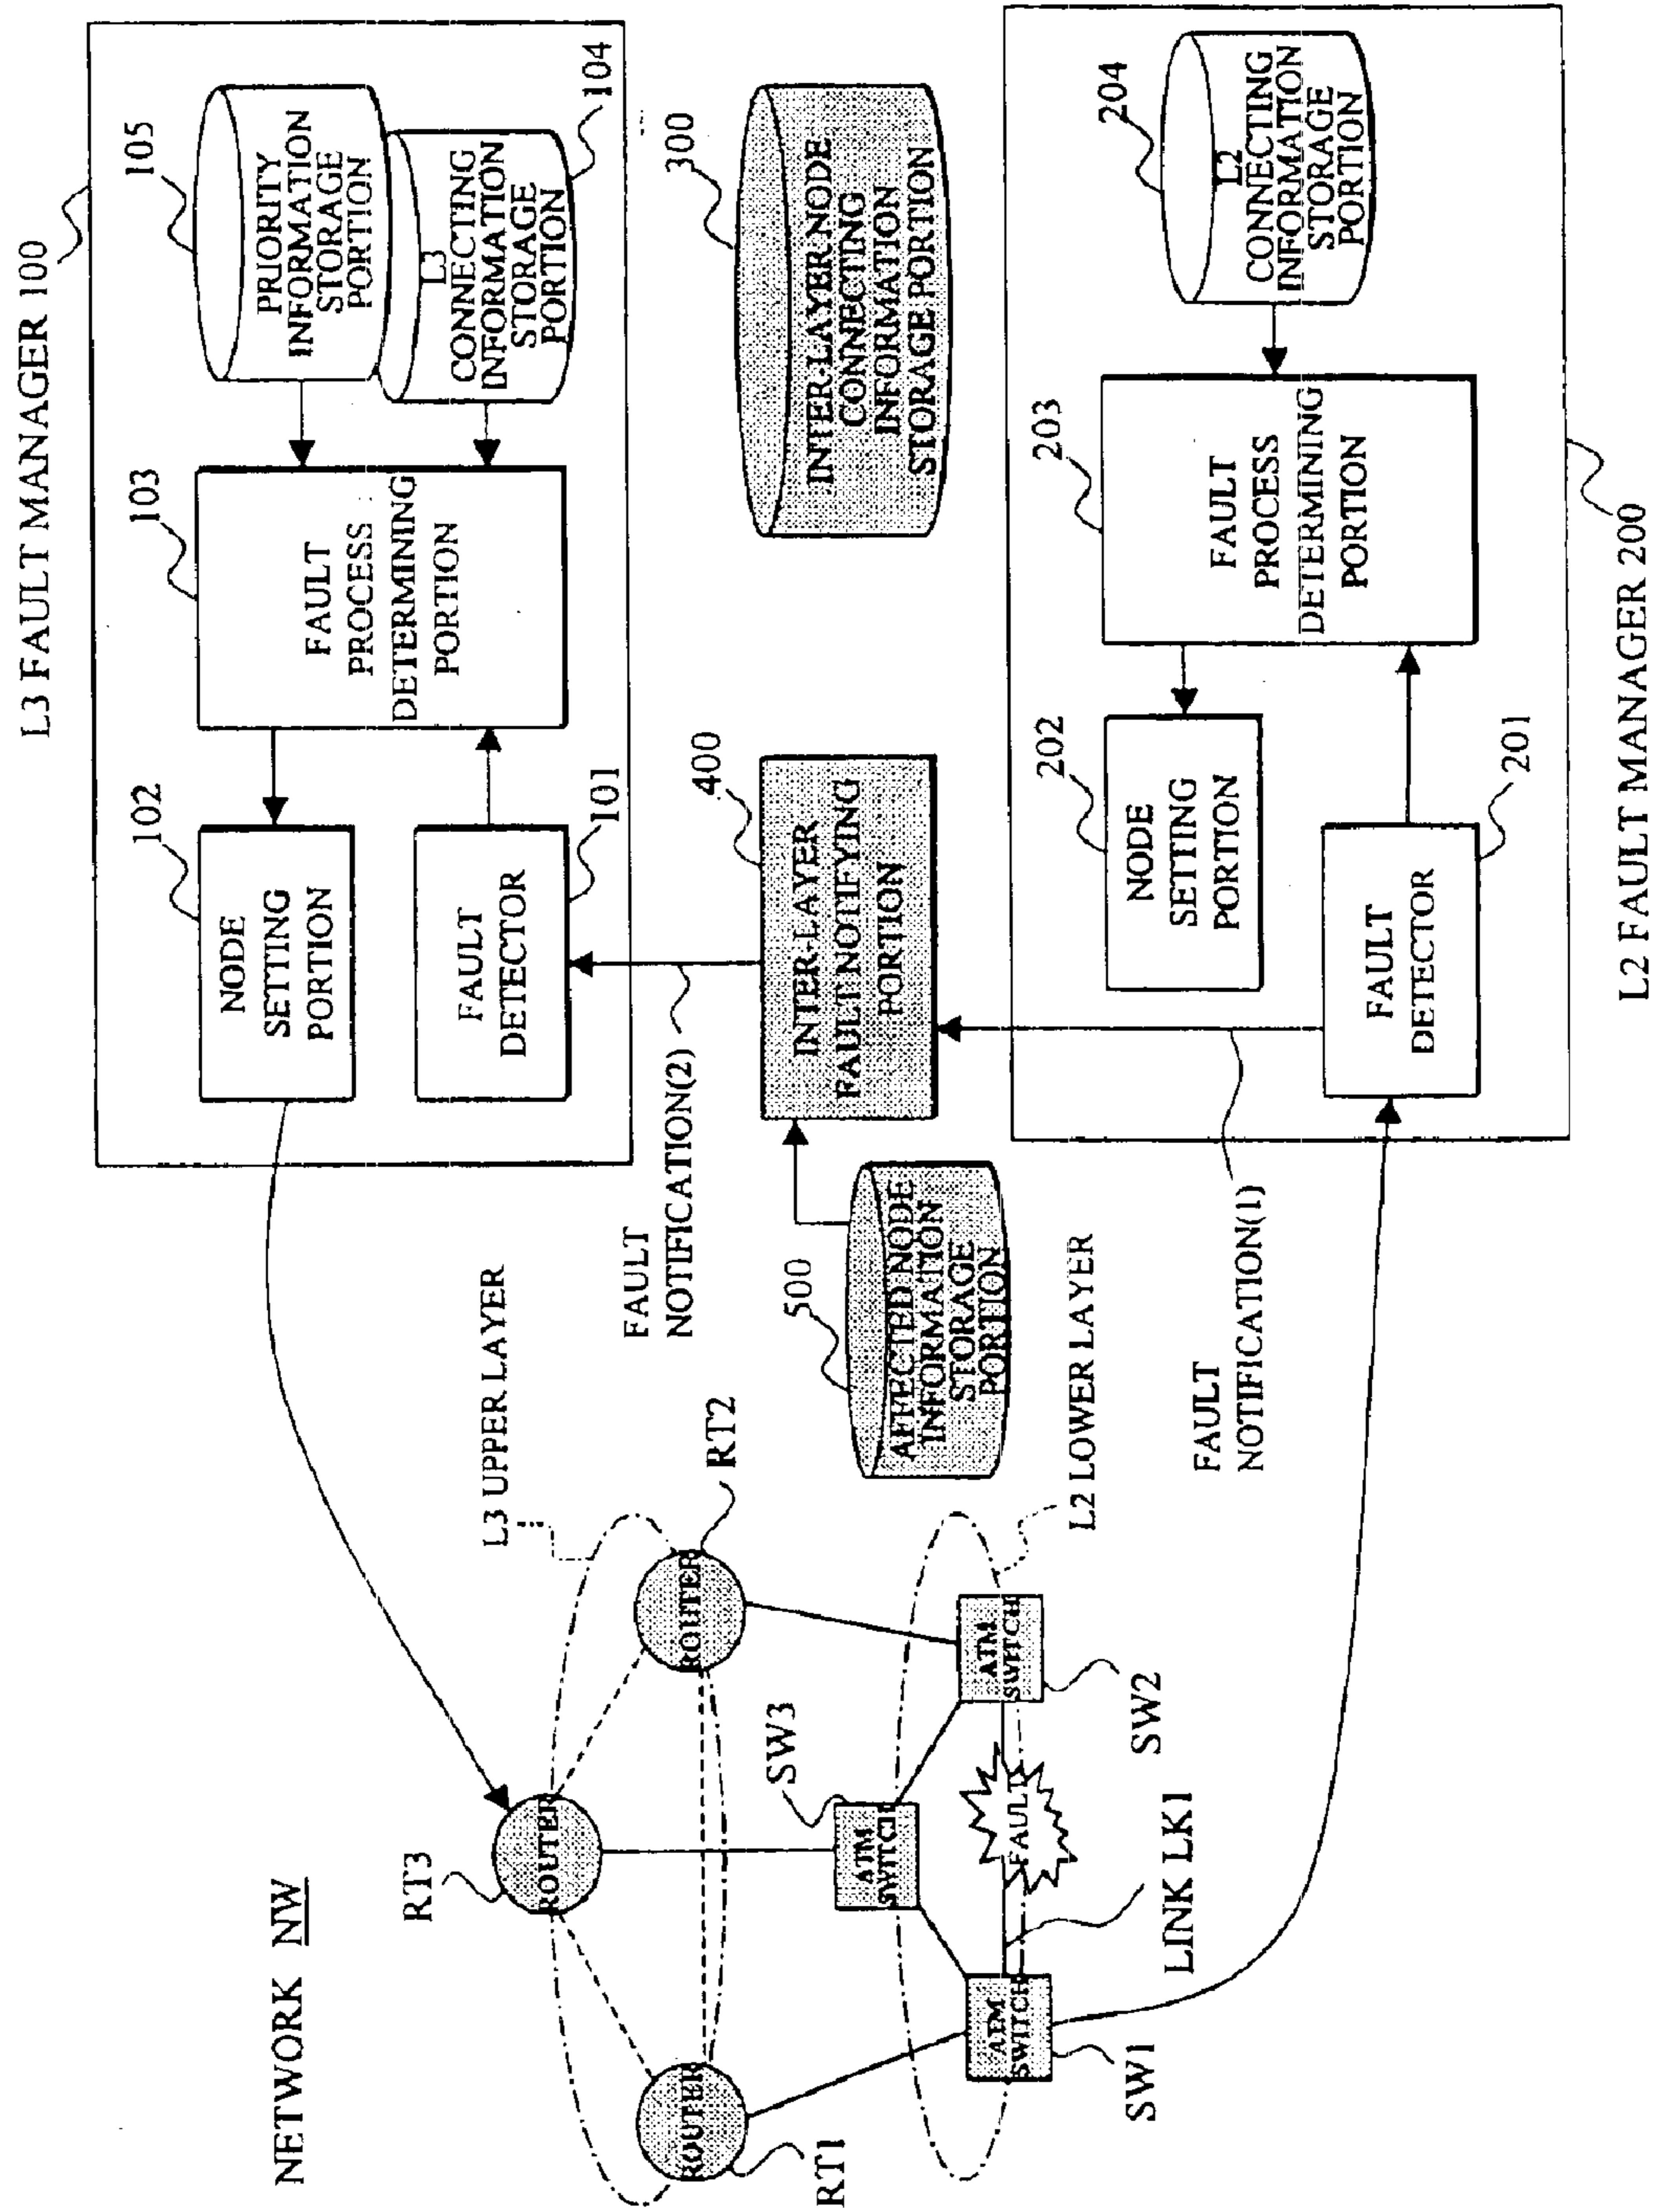 L3 FAULT MANAGER 100
105
PRIORITY
INFORMATION
STORAGE
PORTION
104
L3
CONNECTING
INFORMATION
STORAGE
PORTION
103
FAULT
PROCESS
DETERMINING
PORTION
102
NODE
SETTING
PORTION
101
FAULT
DETECTOR
300
INTER-LAYER NODE
CONNECTING
INFORMATION
STORAGE PORTION
400
INTER-LAYER
FAULT NOTIFYING
PORTION
FAULT
NOTIFICATION(2)
500
AFFECTED NODE
INFORMATION
STORAGE
PORTION
FAULT
NOTIFICATION(1)
204
L2
CONNECTING
INFORMATION
STORAGE
PORTION
203
FAULT
PROCESS
DETERMINING
PORTION
202
NODE
SETTING
PORTION
201
FAULT
DETECTOR
L2 FAULT MANAGER 200
NETWORK NW
L3 UPPER LAYER
RT3
ROUTER
RT2
ROUTER
RT1
ROUTER
L2 LOWER LAYER
SW3
ATM
SWITCH
SW2
ATM
SWITCH
FAULT
LINK LK1
SW1
ATM
SWITCH